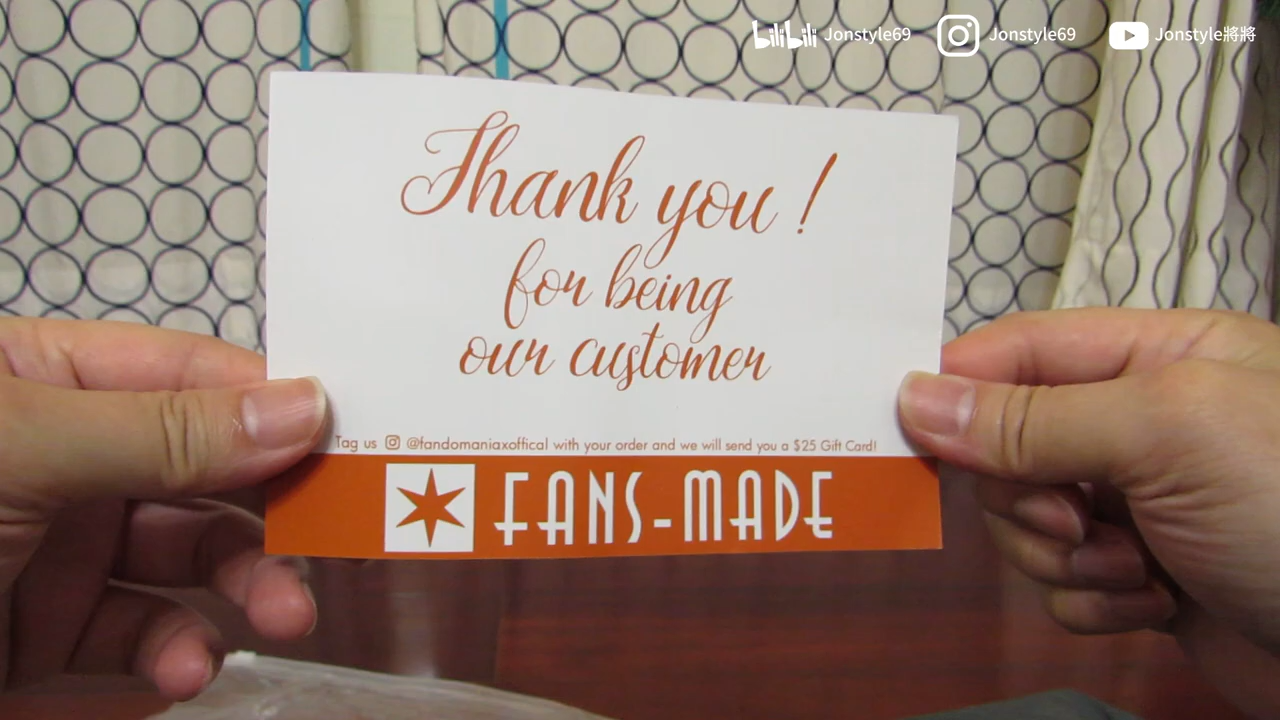 bilibili Jonstyle69 Jonstyle69 Jonstyle將將
Thank you !
for being
our customer
Tag us @fandomaniaxoffical with your order and we will send you a $25 Gift Card!
FANS-MADE